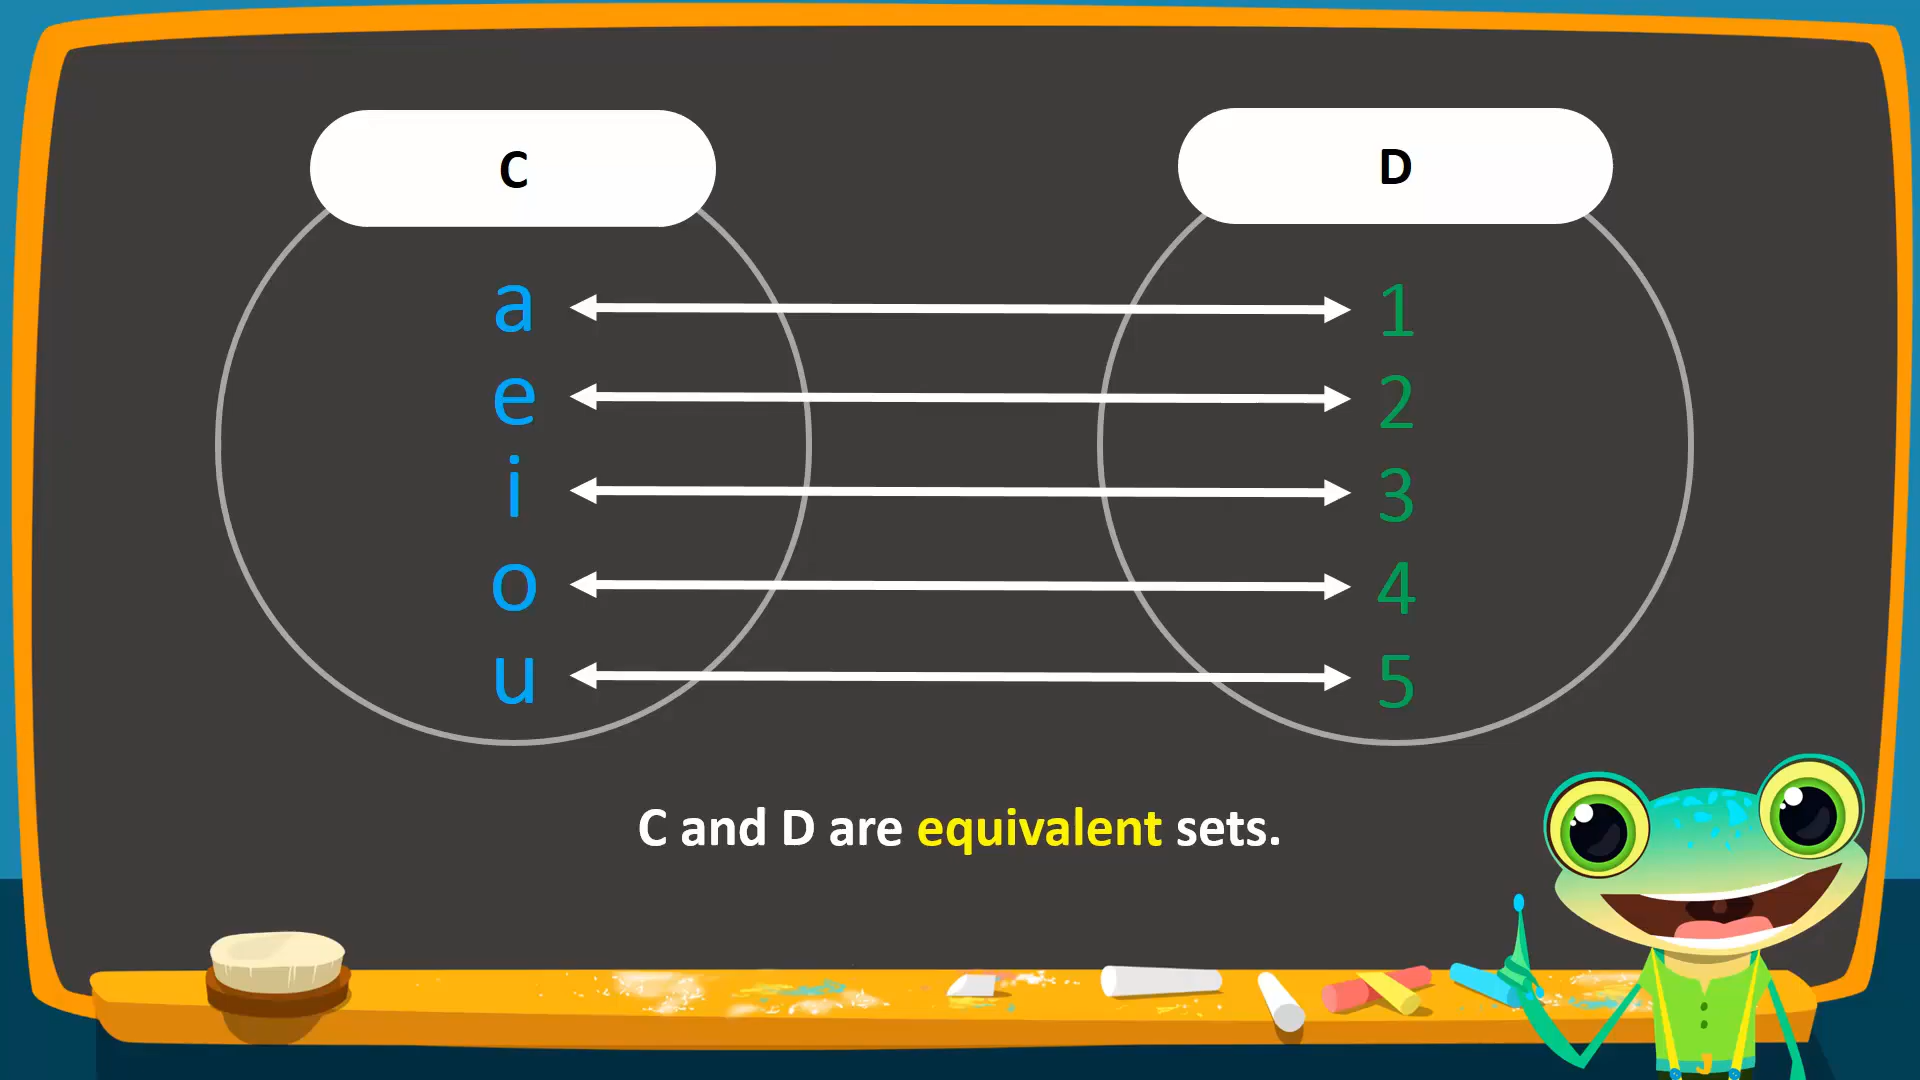 C
D
a 1
e 2
i 3
o 4
u 5
C and D are equivalent sets.